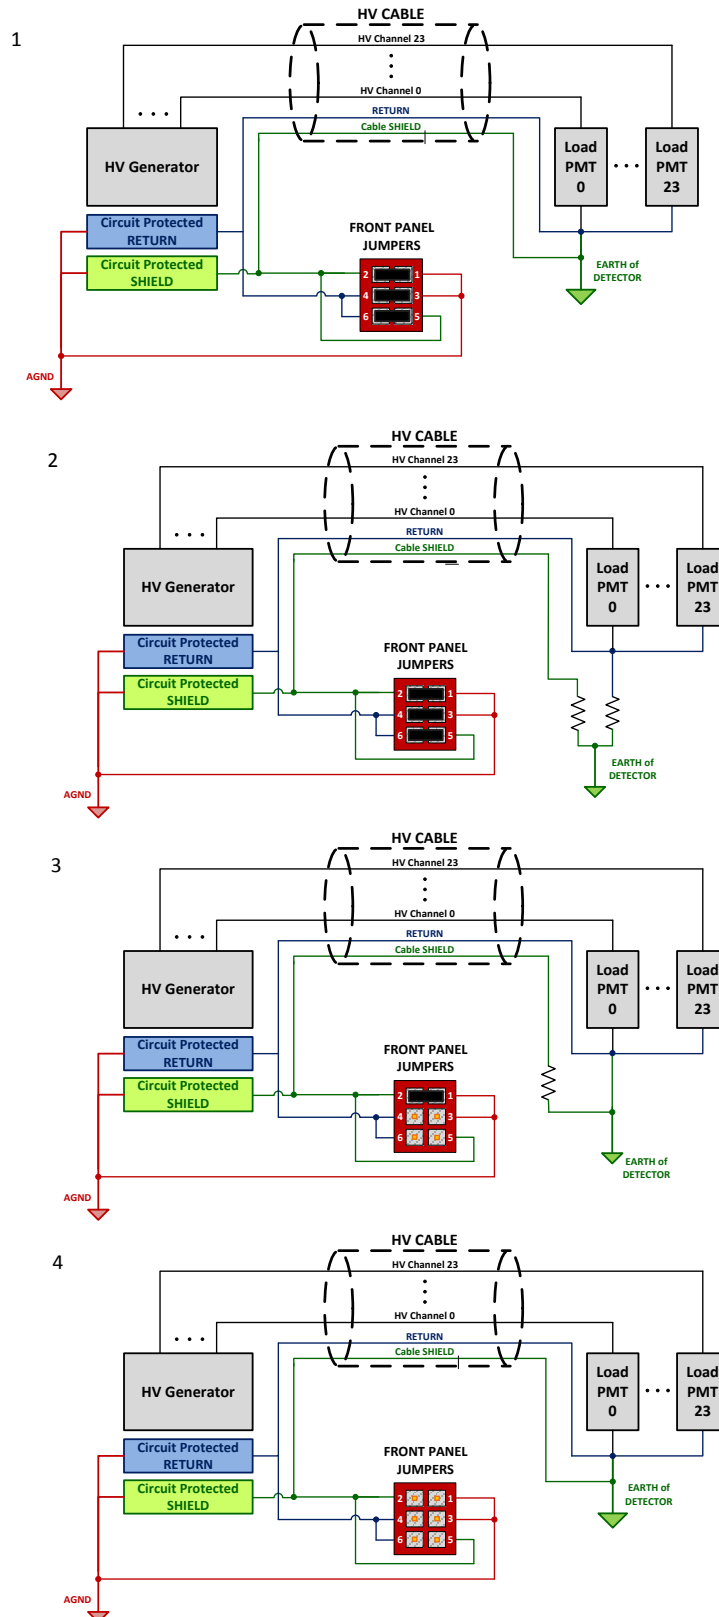 1
HV CABLE
HV Channel 23
HV Channel 0
RETURN
Cable SHIELD
HV Generator
Load
PMT
0
Load
PMT
23
Circuit Protected
RETURN
Circuit Protected
SHIELD
FRONT PANEL
JUMPERS
2 1
4 3
6 5
EARTH of
DETECTOR
AGND
2
HV CABLE
HV Channel 23
HV Channel 0
RETURN
Cable SHIELD
HV Generator
Load
PMT
0
Load
PMT
23
Circuit Protected
RETURN
Circuit Protected
SHIELD
FRONT PANEL
JUMPERS
2 1
4 3
6 5
EARTH of
DETECTOR
AGND
3
HV CABLE
HV Channel 23
HV Channel 0
RETURN
Cable SHIELD
HV Generator
Load
PMT
0
Load
PMT
23
Circuit Protected
RETURN
Circuit Protected
SHIELD
FRONT PANEL
JUMPERS
2 1
4 3
6 5
EARTH of
DETECTOR
AGND
4
HV CABLE
HV Channel 23
HV Channel 0
RETURN
Cable SHIELD
HV Generator
Load
PMT
0
Load
PMT
23
Circuit Protected
RETURN
Circuit Protected
SHIELD
FRONT PANEL
JUMPERS
2 1
4 3
6 5
EARTH of
DETECTOR
AGND